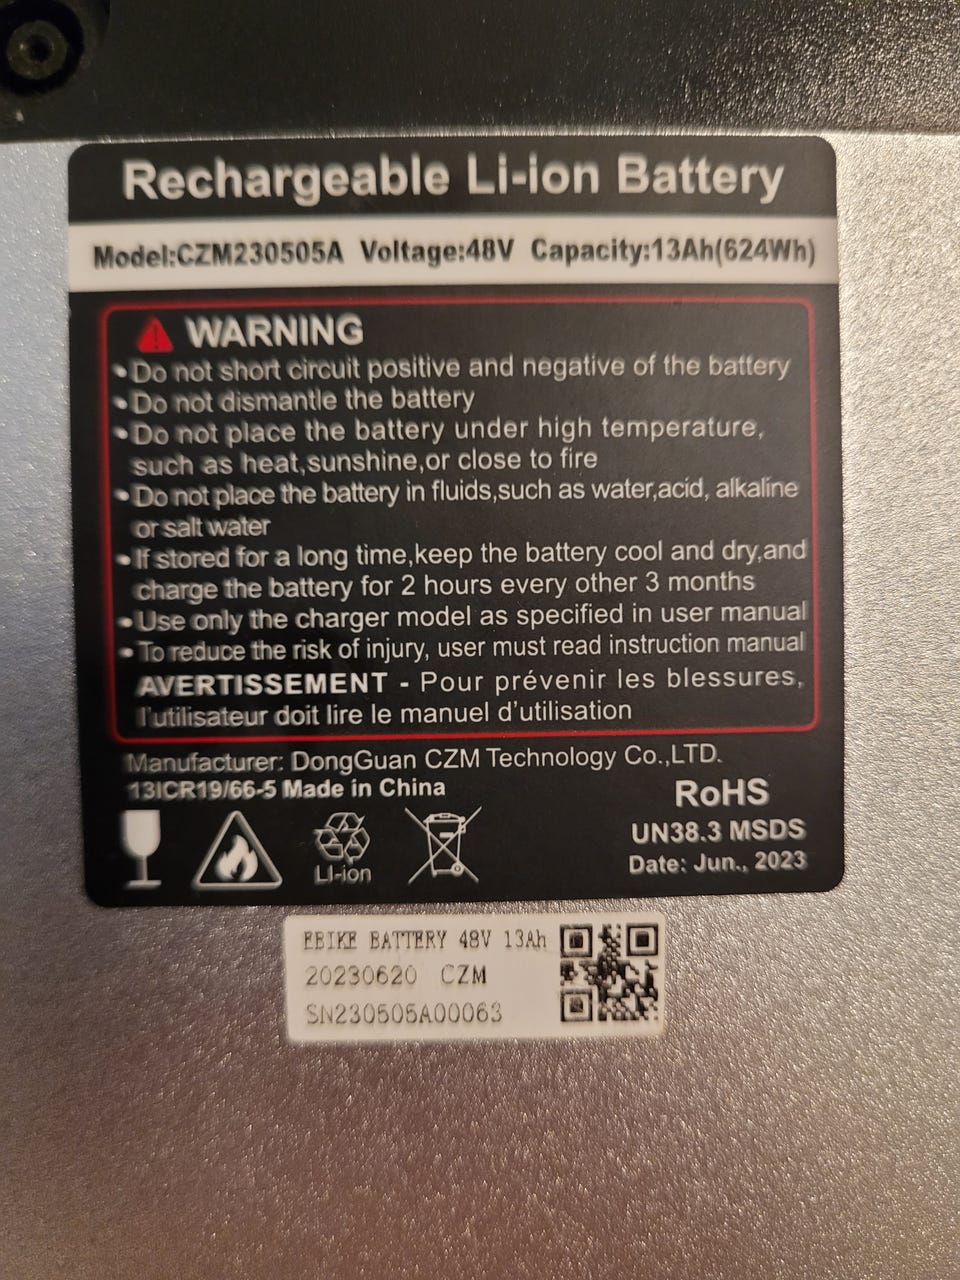 Rechargeable Li-ion Battery
Model:CZM230505A Voltage:48V Capacity:13Ah(624Wh)
WARNING
•Do not short circuit positive and negative of the battery
•Do not dismantle the battery
•Do not place the battery under high temperature,
such as heat,sunshine,or close to fire
•Do not place the battery in fluids,such as water,acid, alkaline
or salt water
•If stored for a long time,keep the battery cool and dry,and
charge the battery for 2 hours every other 3 months
•Use only the charger model as specified in user manual
•To reduce the risk of injury, user must read instruction manual
AVERTISSEMENT - Pour prévenir les blessures,
l'utilisateur doit lire le manuel d'utilisation
Manufacturer: DongGuan CZM Technology Co.,LTD.
13ICR19/66-5 Made in China
RoHS
UN38.3 MSDS
Date: Jun., 2023
LI-ion
EBIKE BATTERY 48V 13Ah
20230620 CZM
SN230505A00063